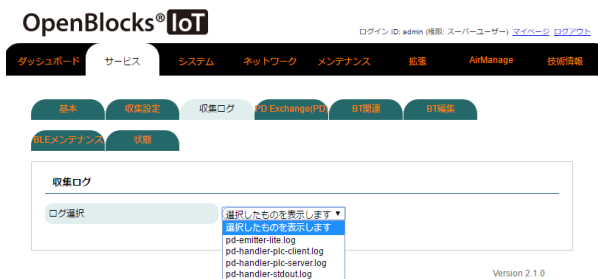 OpenBlocks® IoT
ログイン ID: admin (権限: スーパーユーザー) マイページ ログアウト
ダッシュボード サービス システム ネットワーク メンテナンス 拡張 AirManage 技術情報
基本 収集設定 収集ログ PD Exchange(PD) BT関連 BT編集
BLEメンテナンス 状態
収集ログ
ログ選択 選択したものを表示します ▼
選択したものを表示します
pd-emitter-lite.log
pd-handler-plc-client.log
pd-handler-plc-server.log
pd-handler-stdout.log
Version 2.1.0